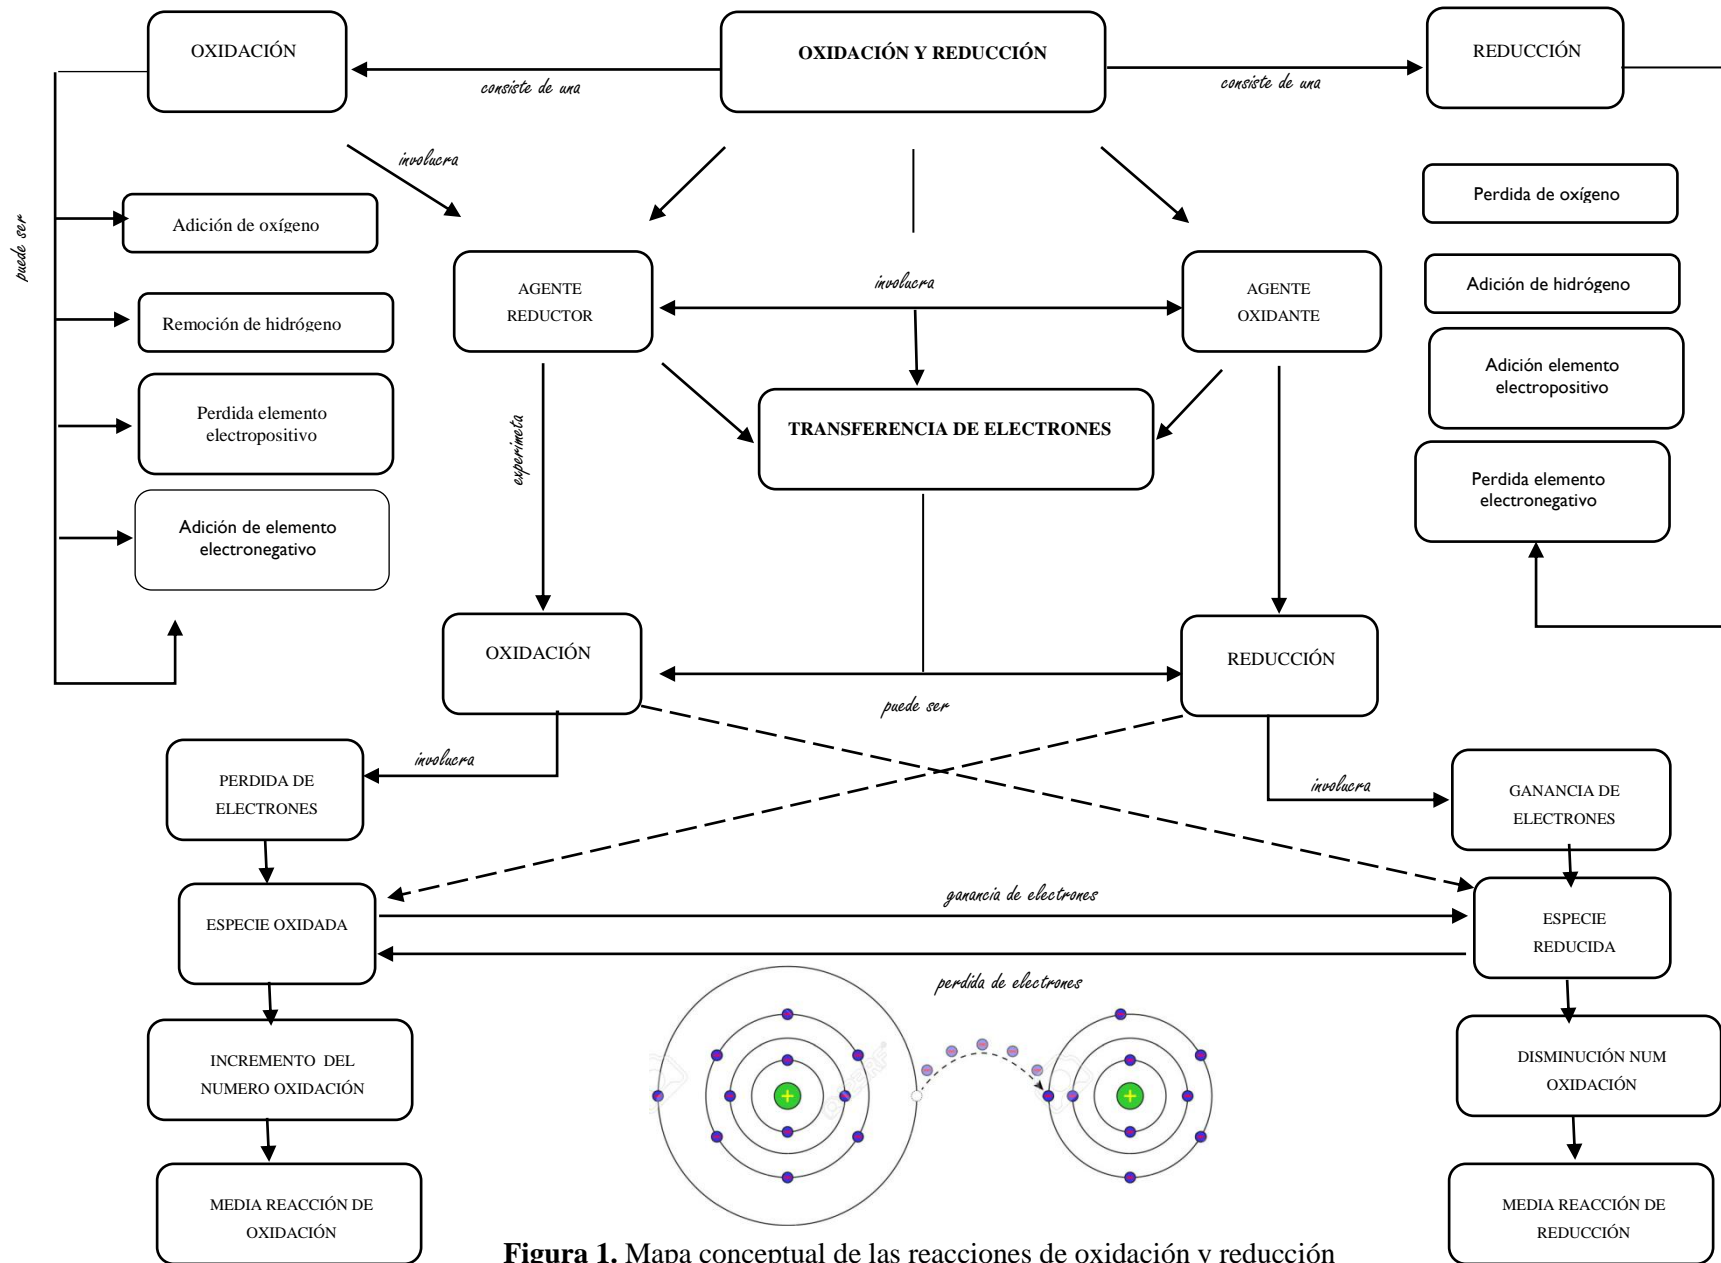 OXIDACIÓN
OXIDACIÓN Y REDUCCIÓN
REDUCCIÓN
consiste de una
consiste de una
involucra
puede ser
Adición de oxígeno
Remoción de hidrógeno
Perdida elemento
electropositivo
Adición de elemento
electronegativo
AGENTE
REDUCTOR
involucra
AGENTE
OXIDANTE
Perdida de oxígeno
Adición de hidrógeno
Adición elemento
electropositivo
Perdida elemento
electronegativo
TRANSFERENCIA DE ELECTRONES
experimeta
OXIDACIÓN
REDUCCIÓN
puede ser
involucra
involucra
PERDIDA DE
ELECTRONES
GANANCIA DE
ELECTRONES
ESPECIE OXIDADA
ganancia de electrones
ESPECIE
REDUCIDA
perdida de electrones
INCREMENTO DEL
NUMERO OXIDACIÓN
DISMINUCIÓN NUM
OXIDACIÓN
MEDIA REACCIÓN DE
OXIDACIÓN
MEDIA REACCIÓN DE
REDUCCIÓN
Figura 1. Mapa conceptual de las reacciones de oxidación y reducción